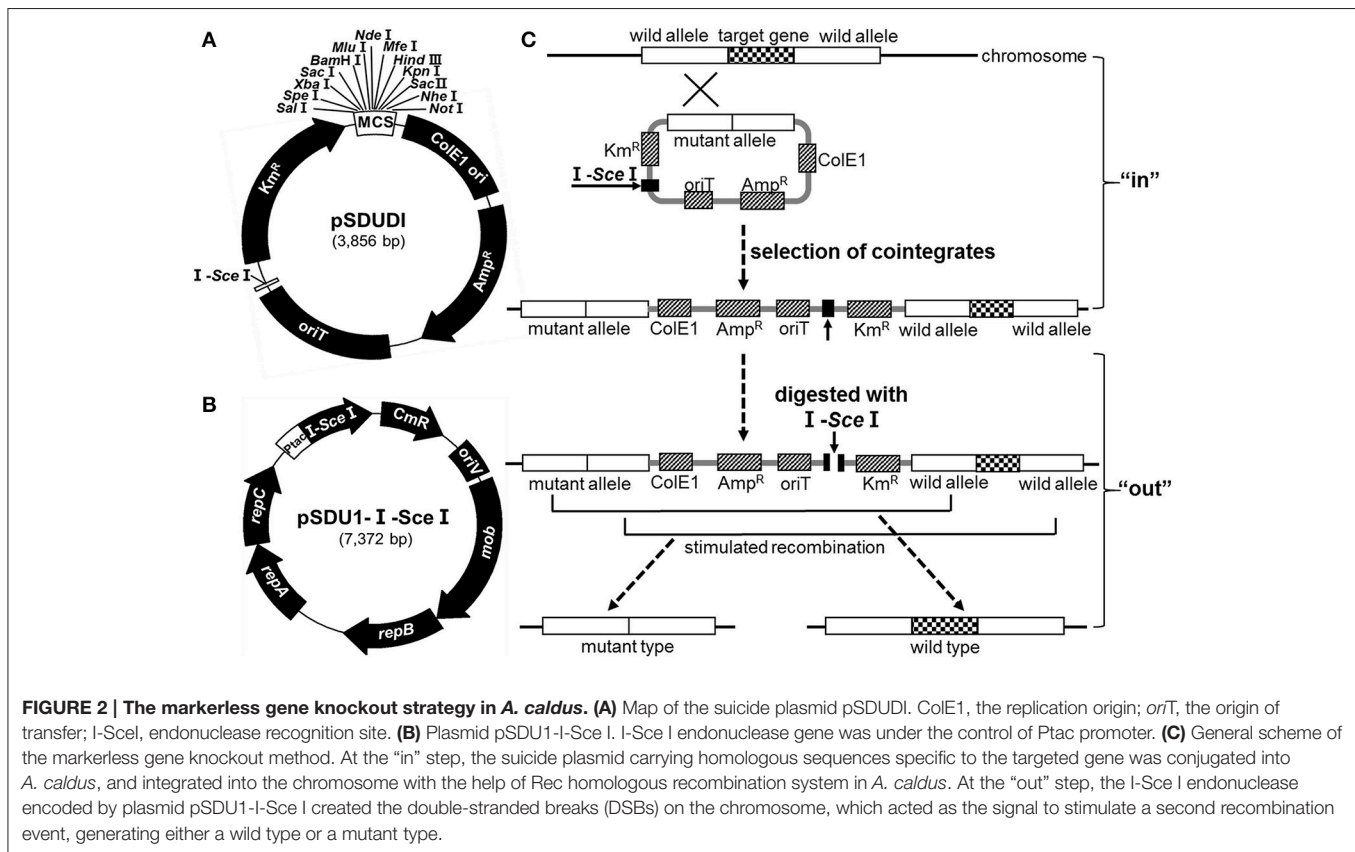 A
Nde I
Mlu I
Mfe I
BamH I
Hind III
Sac I
Kpn I
Xba I
Sac II
Spe I
Nhe I
Sal I
Not I
MCS
Km^R
ColE1 ori
pSDUDI
(3,856 bp)
Amp^R
I-Sce I
oriT
B
Ptac
I-Sce I
CmR
oriV
repC
pSDU1-I-Sce I
(7,372 bp)
mob
repA
repB
C
wild allele target gene wild allele
chromosome
mutant allele
Km^R
ColE1
I-Sce I
oriT
Amp^R
"in"
selection of cointegrates
mutant allele
ColE1
Amp^R
oriT
Km^R
wild allele
wild allele
digested with
I-Sce I
"out"
mutant allele
ColE1
Amp^R
oriT
Km^R
wild allele
wild allele
stimulated recombination
mutant type
wild type
FIGURE 2 | The markerless gene knockout strategy in A. caldus. (A) Map of the suicide plasmid pSDUDI. ColE1, the replication origin; oriT, the origin of
transfer; I-SceI, endonuclease recognition site. (B) Plasmid pSDU1-I-Sce I. I-Sce I endonuclease gene was under the control of Ptac promoter. (C) General scheme of
the markerless gene knockout method. At the “in” step, the suicide plasmid carrying homologous sequences specific to the targeted gene was conjugated into
A. caldus, and integrated into the chromosome with the help of Rec homologous recombination system in A. caldus. At the “out” step, the I-Sce I endonuclease
encoded by plasmid pSDU1-I-Sce I created the double-stranded breaks (DSBs) on the chromosome, which acted as the signal to stimulate a second recombination
event, generating either a wild type or a mutant type.